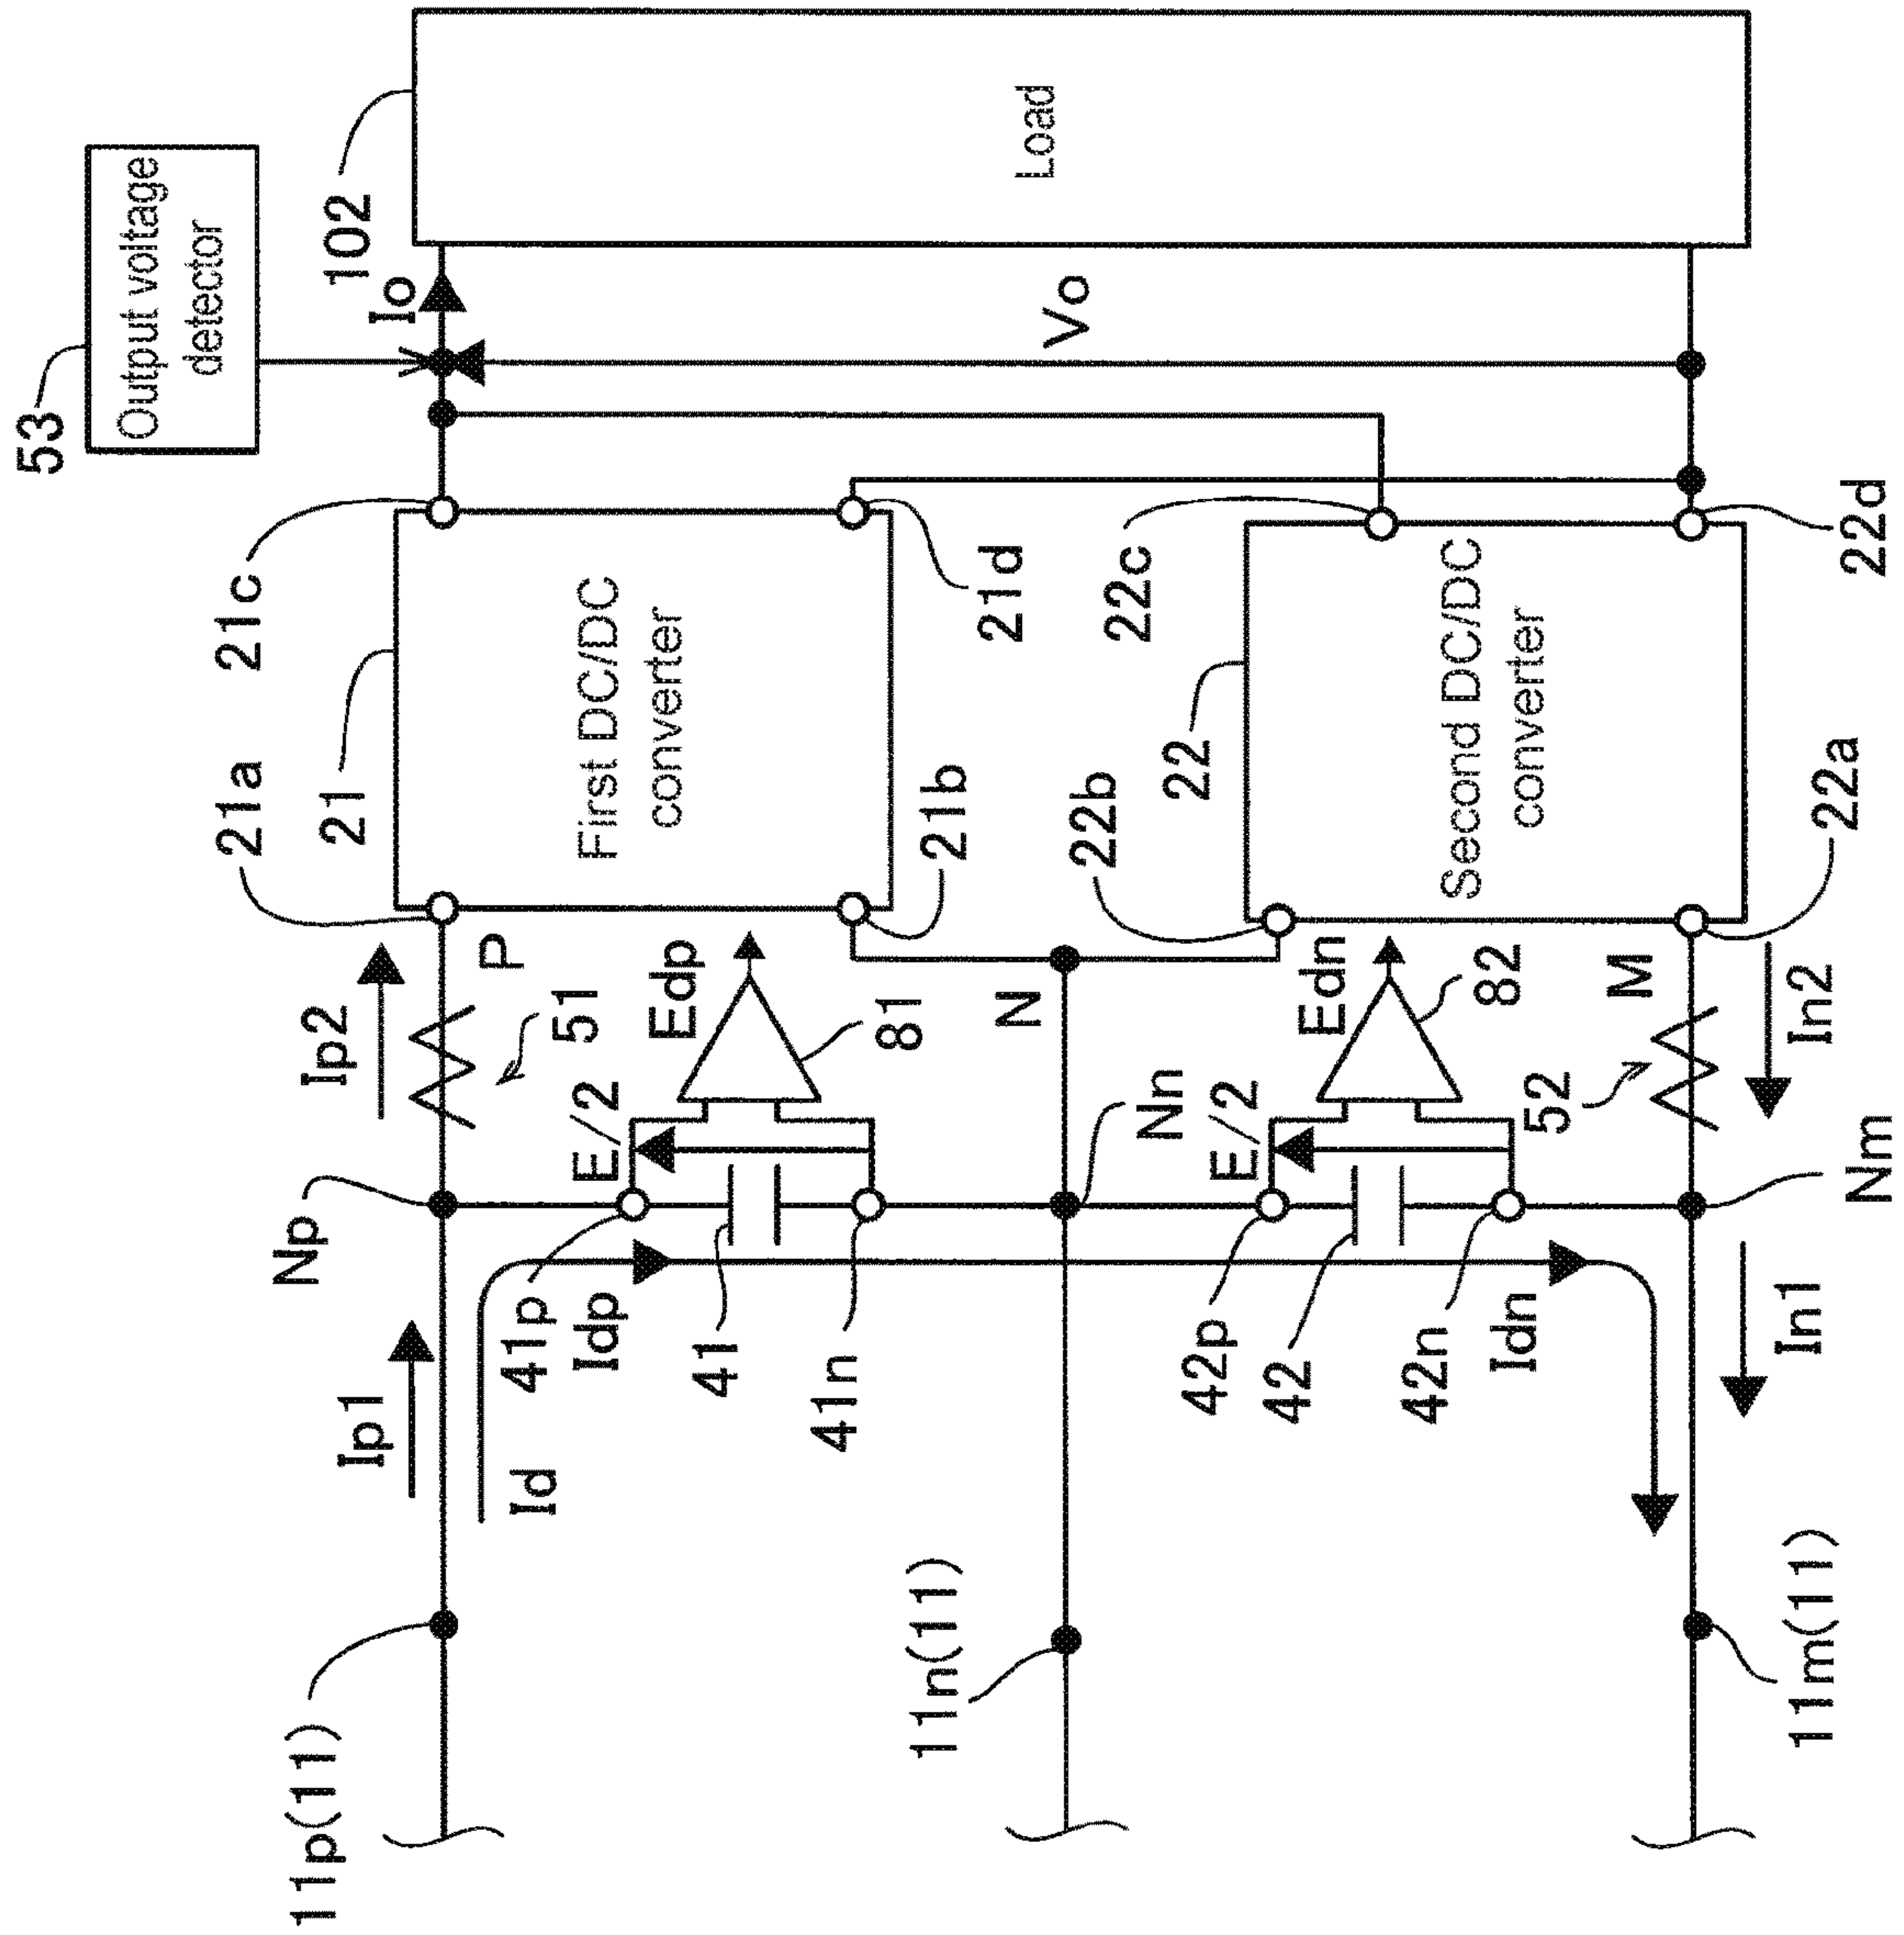 11p(11)
Ip1
Id
Np
Ip2
P
51
21a
21
21c
First DC/DC
converter
53
Output voltage
detector
Io
102
Load
Vo
41p
Idp
41
41n
E/2
Edp
81
21b
21d
11n(11)
Nn
N
22b
22
22c
Second DC/DC
converter
42p
42
42n
Idn
E/2
Edn
82
52
M
22a
22d
In2
In1
Nm
11m(11)